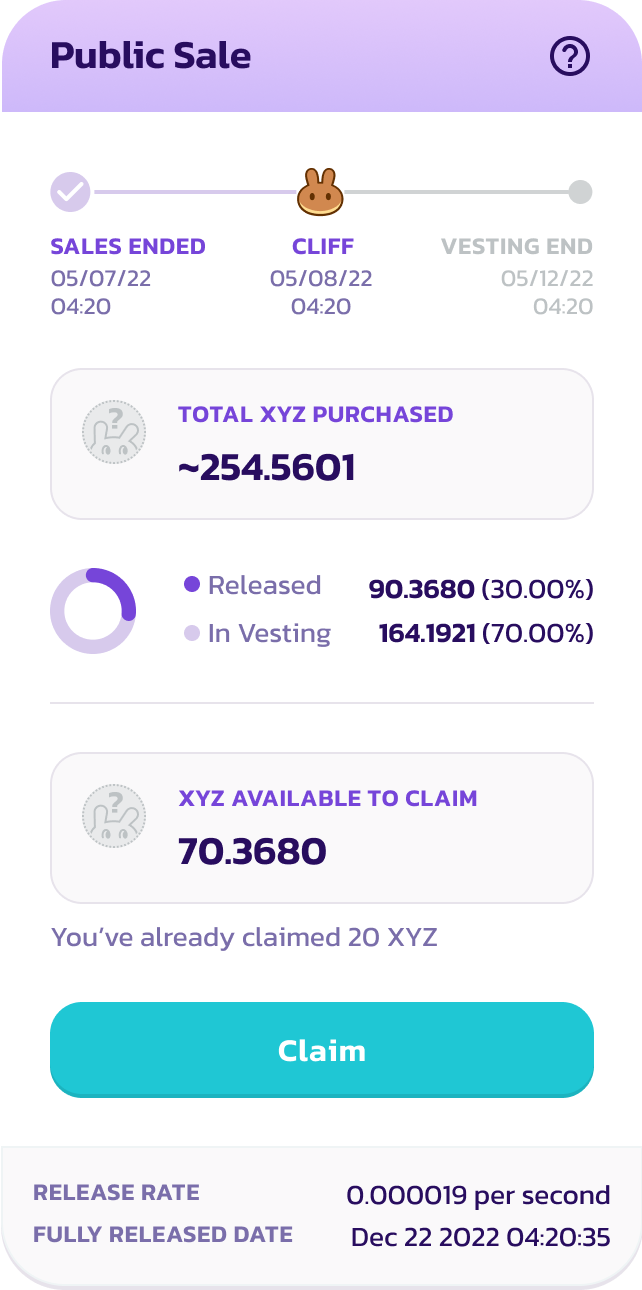 Public Sale
?
SALES ENDED CLIFF VESTING END
05/07/22 05/08/22 05/12/22
04:20 04:20 04:20
?
TOTAL XYZ PURCHASED
~254.5601
Released 90.3680 (30.00%)
In Vesting 164.1921 (70.00%)
?
XYZ AVAILABLE TO CLAIM
70.3680
You’ve already claimed 20 XYZ
Claim
RELEASE RATE 0.000019 per second
FULLY RELEASED DATE Dec 22 2022 04:20:35